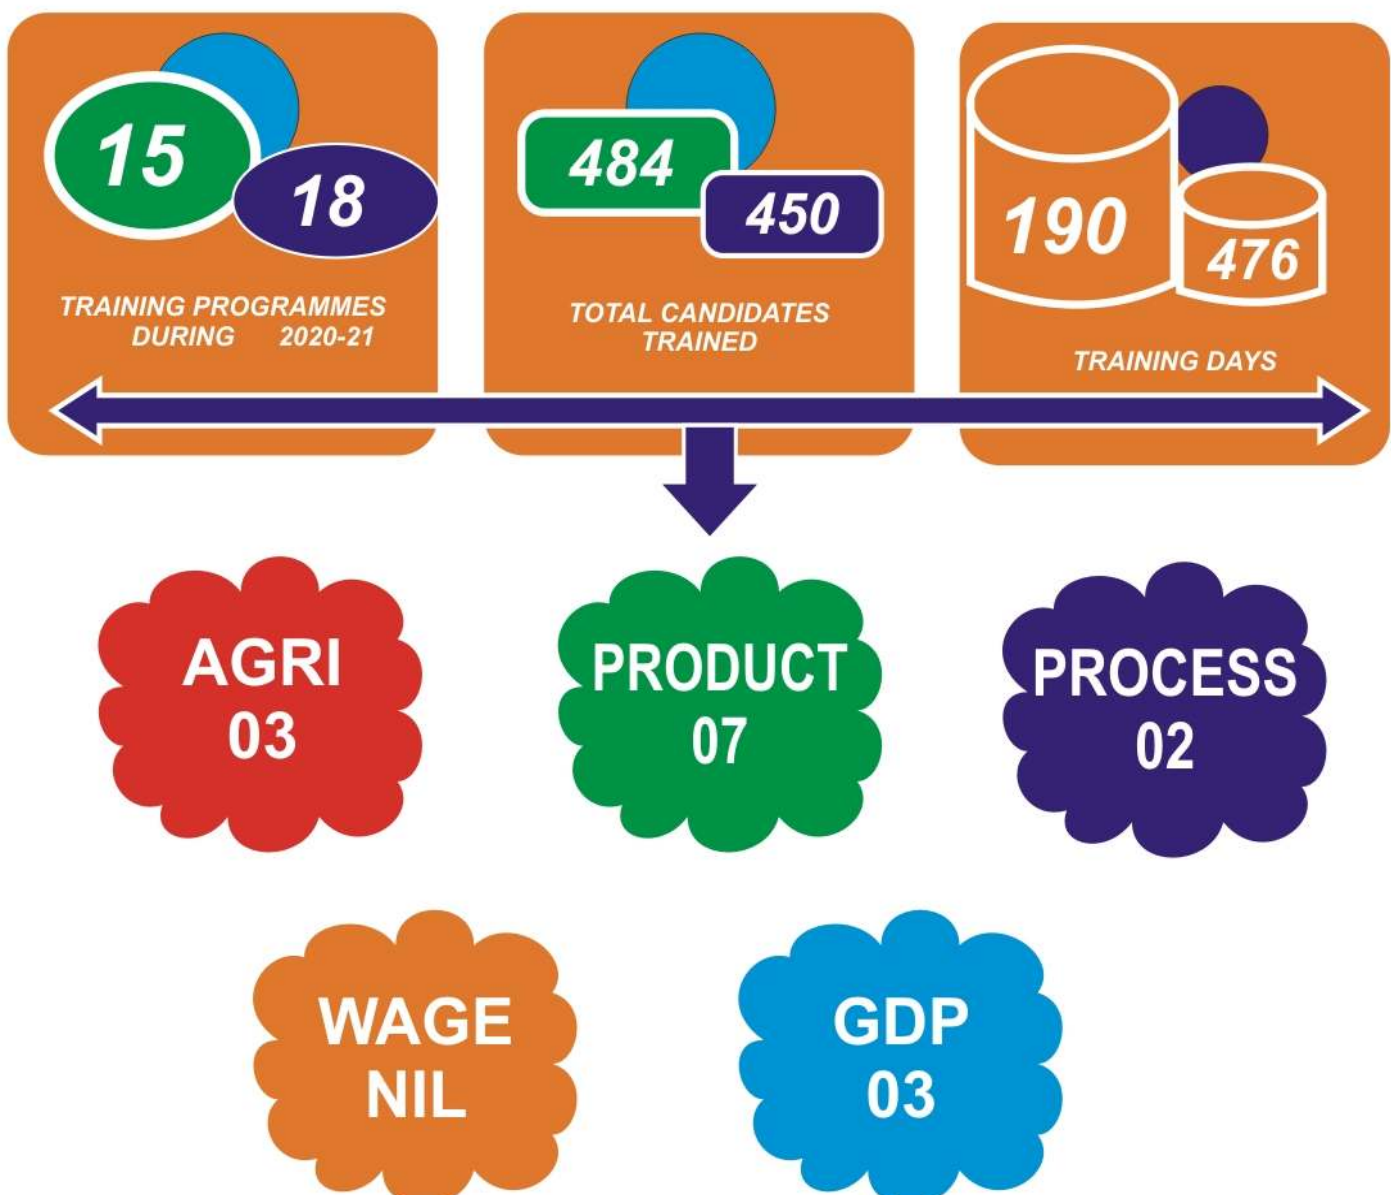 15
18
TRAINING PROGRAMMES
DURING 2020-21
484
450
TOTAL CANDIDATES
TRAINED
190
476
TRAINING DAYS
AGRI
03
PRODUCT
07
PROCESS
02
WAGE
NIL
GDP
03